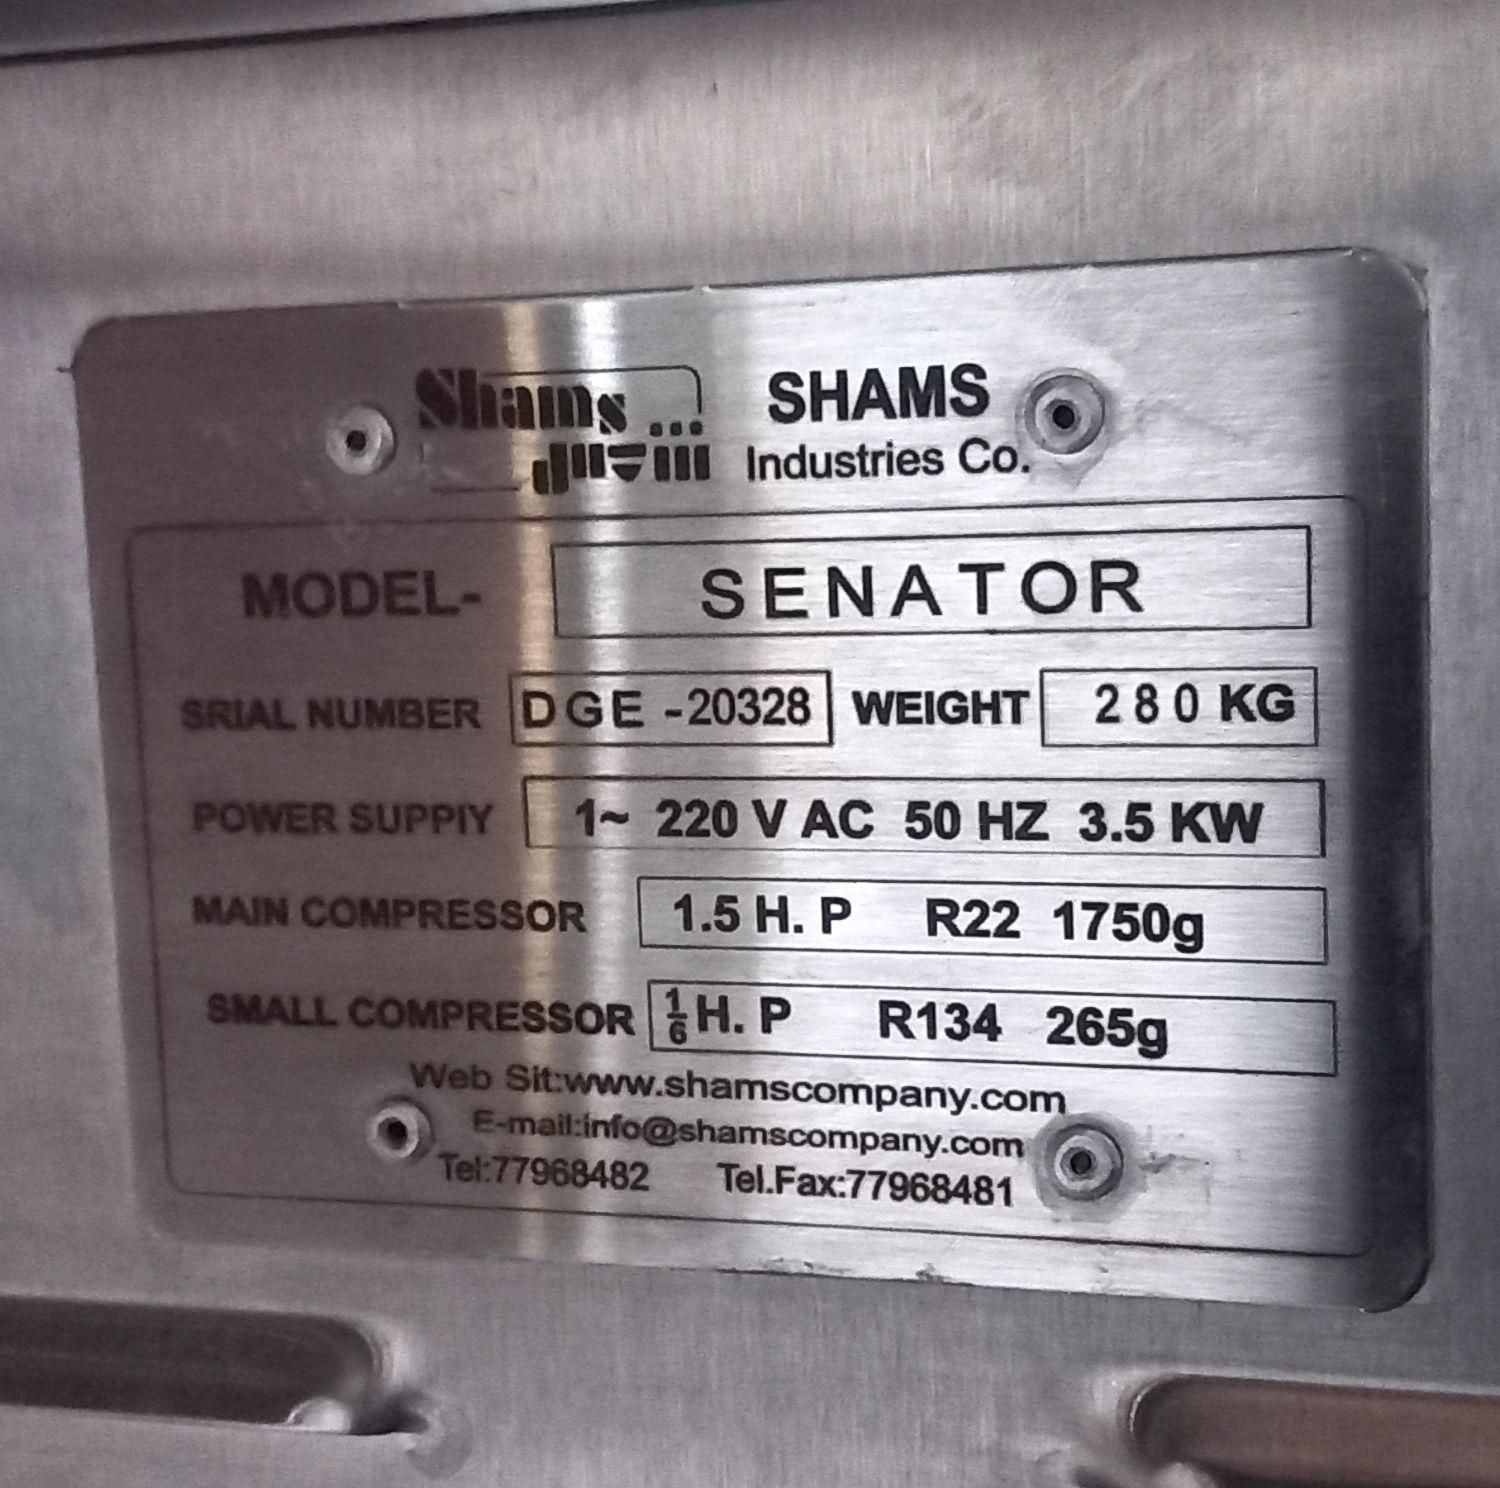 Shams ...
SHAMS
Industries Co.
MODEL- SENATOR
SRIAL NUMBER DGE -20328 WEIGHT 280 KG
POWER SUPPIY 1~ 220 V AC 50 HZ 3.5 KW
MAIN COMPRESSOR 1.5 H. P R22 1750g
SMALL COMPRESSOR 1/6 H. P R134 265g
Web Sit:www.shamscompany.com
E-mail:info@shamscompany.com
Tel:77968482 Tel.Fax:77968481